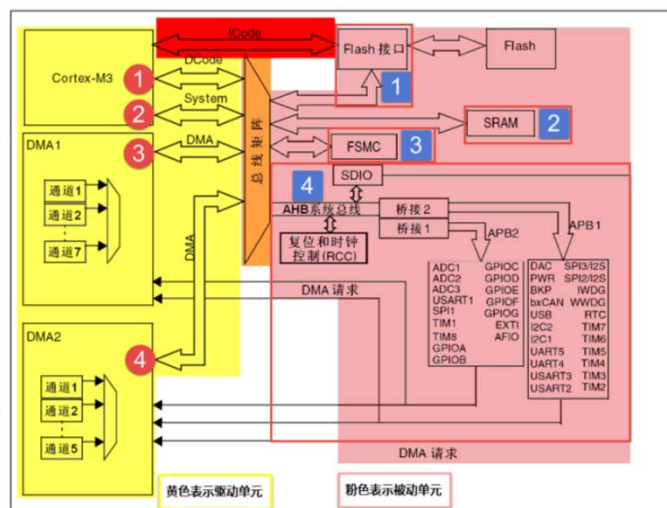 ICode
Flash 接口
Flash
Cortex-M3
1
DCode
1
2
System
总线矩阵
SRAM
2
DMA1
3
DMA
FSMC
3
通道1
通道2
通道7
4
SDIO
AHB系统总线
桥接 2
桥接 1
APB2
APB1
复位和时钟
控制(RCC)
DMA
DMA 请求
ADC1
ADC2
ADC3
USART1
SPI1
TIM1
TIM8
GPIOA
GPIOB
GPIOC
GPIOD
GPIOE
GPIOF
GPIOG
EXTI
AFIO
DAC
PWR
BKP
bxCAN
USB
I2C2
I2C1
UART5
UART4
USART3
USART2
SPI3/I2S
SPI2/I2S
IWDG
WWDG
RTC
TIM7
TIM6
TIM5
TIM4
TIM3
TIM2
DMA2
4
通道1
通道2
通道5
DMA 请求
黄色表示驱动单元
粉色表示被动单元